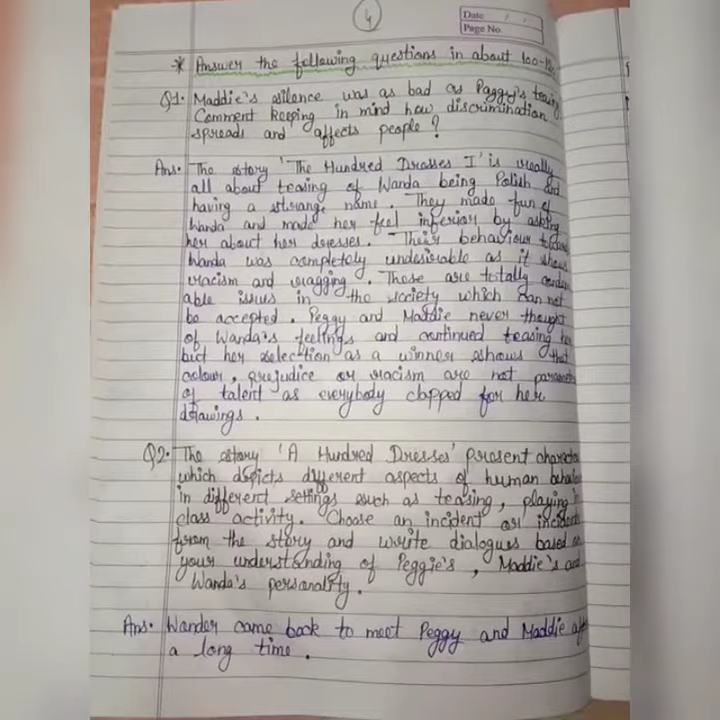 4
Date / /
Page No.
* Answer the following questions in about 100-
Q1. Maddie's silence was as bad as Peggy's teasing
Comment keeping in mind how discrimination
spreads and affects people?
Ans. The story 'The Hundred Dresses I' is really
all about teasing of Wanda being Polish and
having a strange name. They made fun of
Wanda and made her feel inferior by asking
her about her dresses. Their behaviour
Wanda was completely undesirable as it shows
racism and ragging. These are totally
able issues in the society which can not
be accepted. Peggy and Maddie never thought
of Wanda's feelings and continued teasing her
but her selection as a winner shows that
colour, prejudice or racism are not
of talent as everybody clapped for her
drawings.
Q2. The story 'A Hundred Dresses' present
which depicts different aspects of human
in different settings such as teasing, playing in
class activity. Choose an incident or
from the story and write dialogues based on
your understanding of Peggie's, Maddie's and
Wanda's personality.
Ans. Wander came back to meet Peggy and Maddie
a long time.